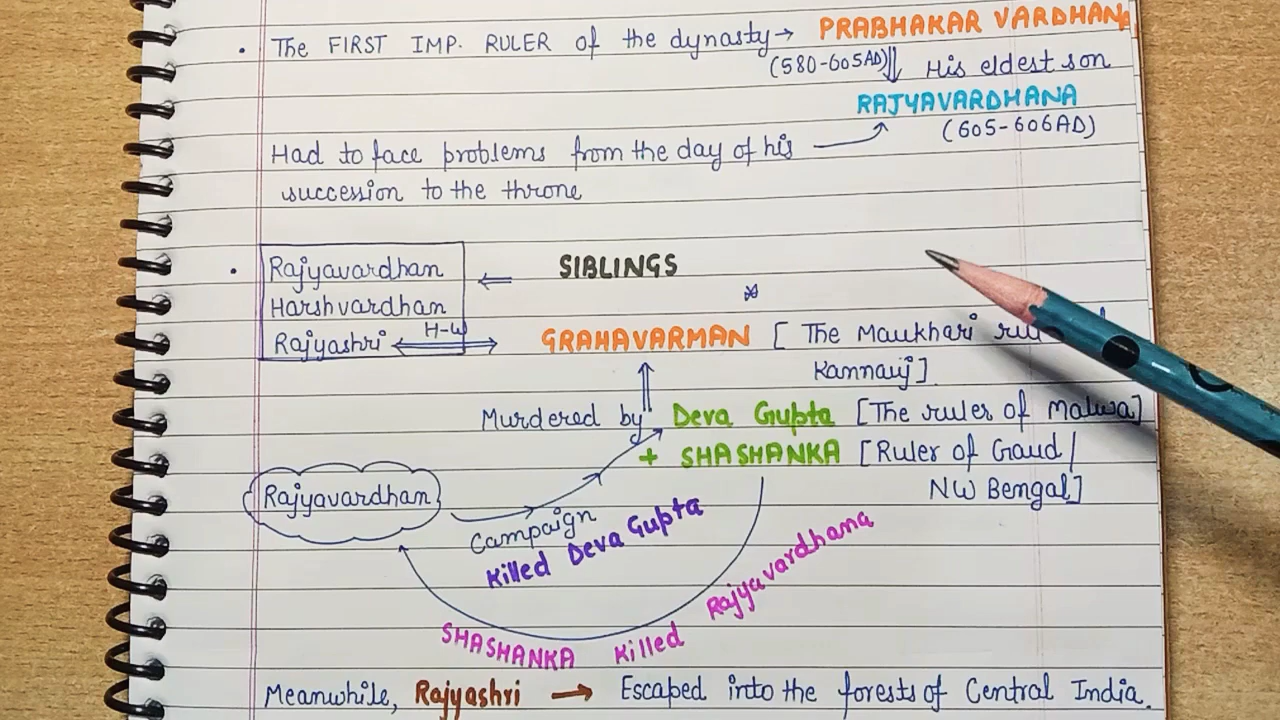 • The FIRST IMP. RULER of the dynasty→ PRABHAKAR VARDHANA
(580-605AD) His eldest son
RAJYAVARDHANA
(605-606AD)
Had to face problems from the day of his
succession to the throne
• Rajyavardhan ⇐ SIBLINGS
Harshvardhan
Rajyashri H-W GRAHAVARMAN [ The Maukhari
Kannauj]
Murdered by Deva Gupta [The ruler of Malwa]
+ SHASHANKA [Ruler of Gaud /
NW Bengal]
Rajyavardhan
Campaign
Killed Deva Gupta
SHASHANKA Killed Rajyavardhana
Meanwhile, Rajyashri → Escaped into the forests of Central India.